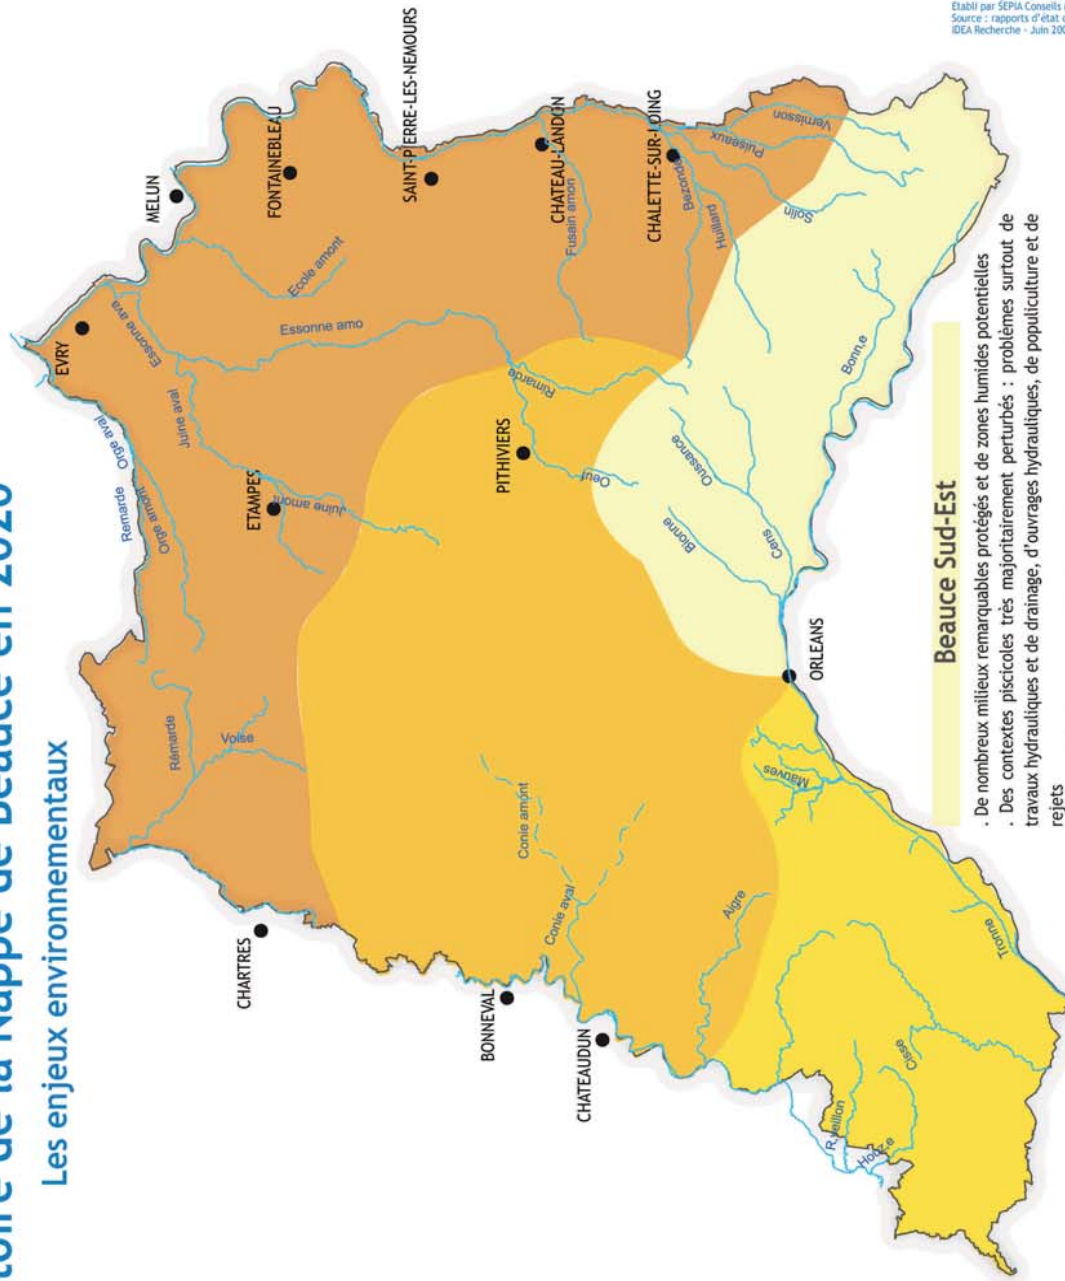 toire de la Nappe de Beauce en 2020
Les enjeux environnementaux
Etabli par SEPIA Conseils
Source : rapports d'état
IDEA Recherche - Juin
MELUN
EVRY
FONTAINEBLEAU
SAINT-PIERRE-LES-NEMOURS
CHATEAU-LANDON
CHALETTE-SUR-LOING
ETAMPES
PITHIVIERS
CHARTRES
BONNEVAL
CHATEAUDUN
ORLEANS
Remarde
Orge aval
Orge amont
Essonne ava
Juine aval
Juine amont
Ecole amont
Essonne amo
Fusain amon
Bezonde
Huillard
Puiseaux
Vernisson
Solin
Rimarde
Oeuf
Oussance
Bionne
Cens
Bonn,e
Rémarde
Voise
Conie amont
Conie aval
Aigre
Mauves
Tronne
Cisse
R,veillon
Houz,e
Beauce Sud-Est
. De nombreux milieux remarquables protégés et de zones humides potentielles
. Des contextes piscicoles très majoritairement perturbés : problèmes surtout de
travaux hydrauliques et de drainage, d'ouvrages hydrauliques, de populiculture et de
rejets